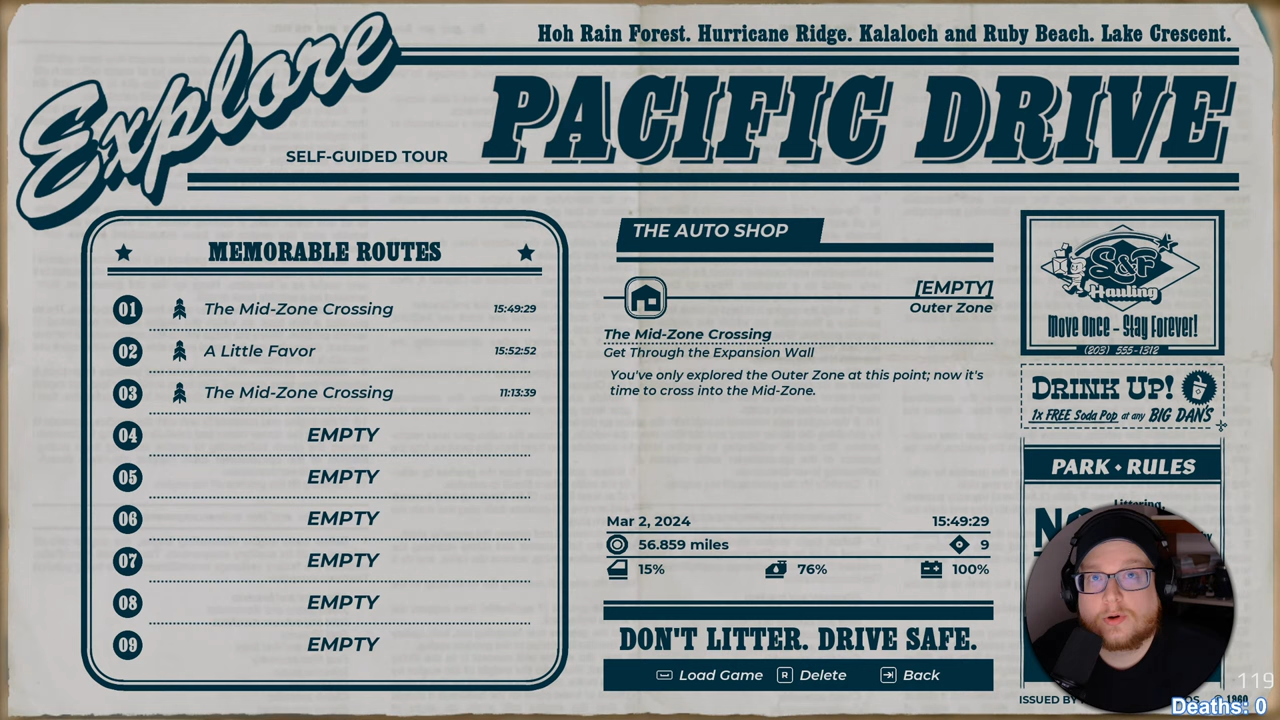 Explore
Hoh Rain Forest. Hurricane Ridge. Kalaloch and Ruby Beach. Lake Crescent.
PACIFIC DRIVE
SELF-GUIDED TOUR
MEMORABLE ROUTES
01 The Mid-Zone Crossing 15:49:29
02 A Little Favor 15:52:52
03 The Mid-Zone Crossing 11:13:39
04 EMPTY
05 EMPTY
06 EMPTY
07 EMPTY
08 EMPTY
09 EMPTY
THE AUTO SHOP
[EMPTY]
Outer Zone
The Mid-Zone Crossing
Get Through the Expansion Wall
You've only explored the Outer Zone at this point; now it's
time to cross into the Mid-Zone.
Mar 2, 2024 15:49:29
56.859 miles 9
15% 76% 100%
DON'T LITTER. DRIVE SAFE.
Load Game R Delete Back
S&F
Hauling
Move Once - Stay Forever!
(203) 555-1312
DRINK UP!
1x FREE Soda Pop at any BIG DAN'S
PARK • RULES
Littering,
ISSUED BY
1960
119
Deaths: 0